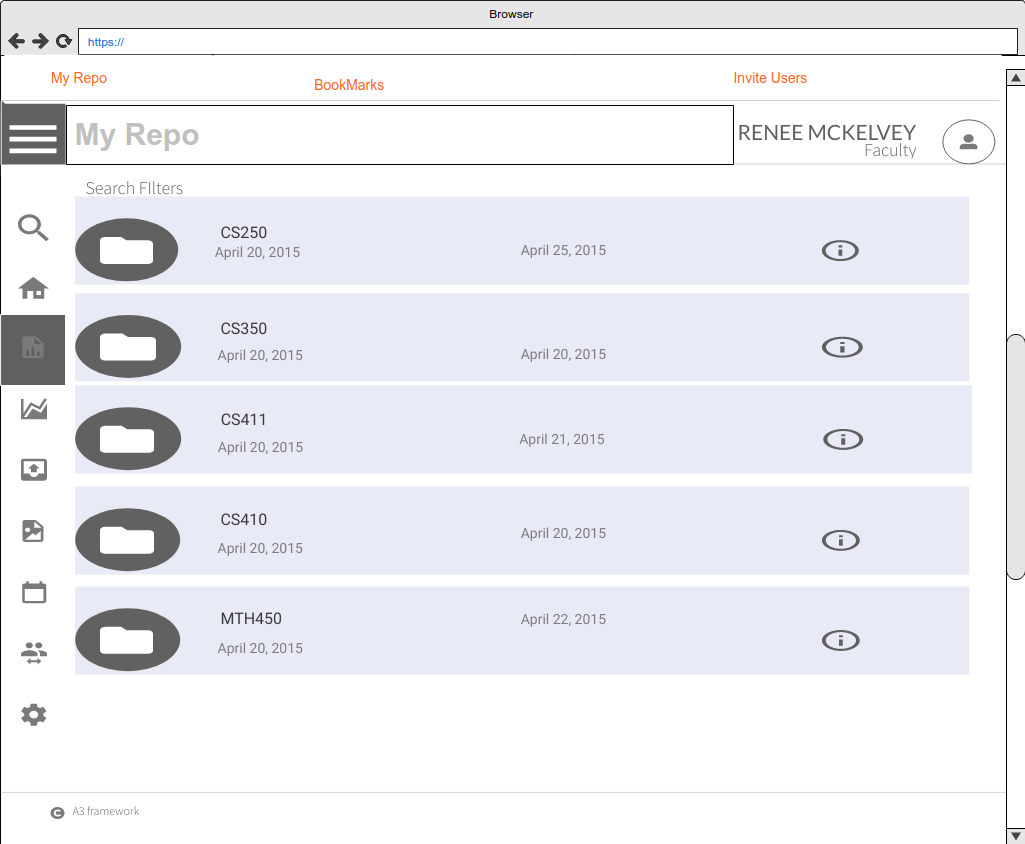 Browser
https://
My Repo
BookMarks
Invite Users
My Repo
RENEE MCKELVEY
Faculty
Search FIlters
CS250
April 20, 2015
April 25, 2015
CS350
April 20, 2015
April 20, 2015
CS411
April 20, 2015
April 21, 2015
CS410
April 20, 2015
April 20, 2015
MTH450
April 20, 2015
April 22, 2015
A3 framework